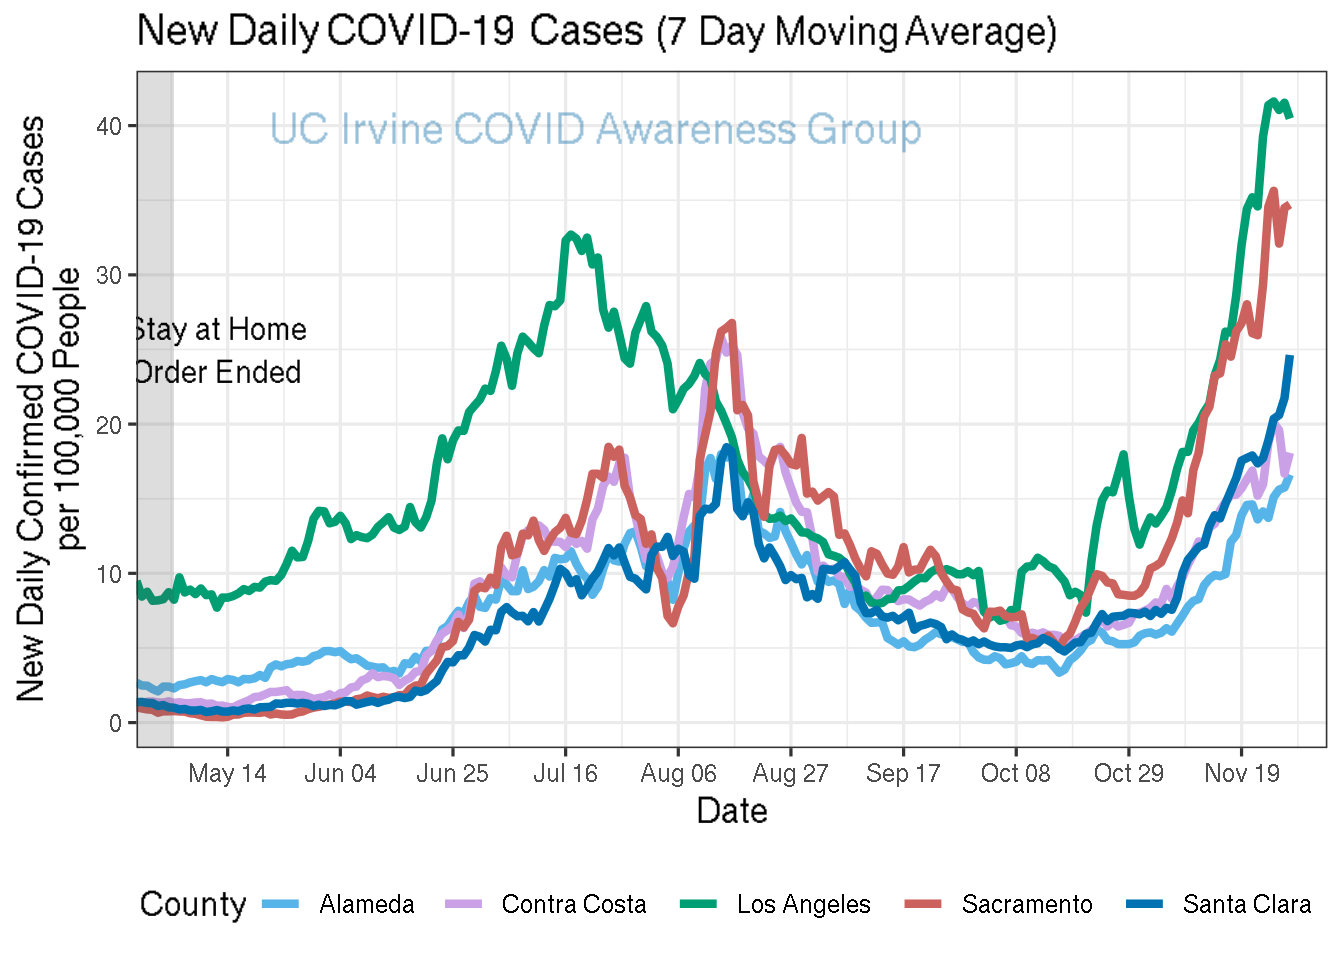 New Daily COVID-19 Cases (7 Day Moving Average)
UC Irvine COVID Awareness Group
New Daily Confirmed COVID-19 Cases
per 100,000 People
40
30
20
10
0
Stay at Home
Order Ended
May 14 Jun 04 Jun 25 Jul 16 Aug 06 Aug 27 Sep 17 Oct 08 Oct 29 Nov 19
Date
County Alameda Contra Costa Los Angeles Sacramento Santa Clara